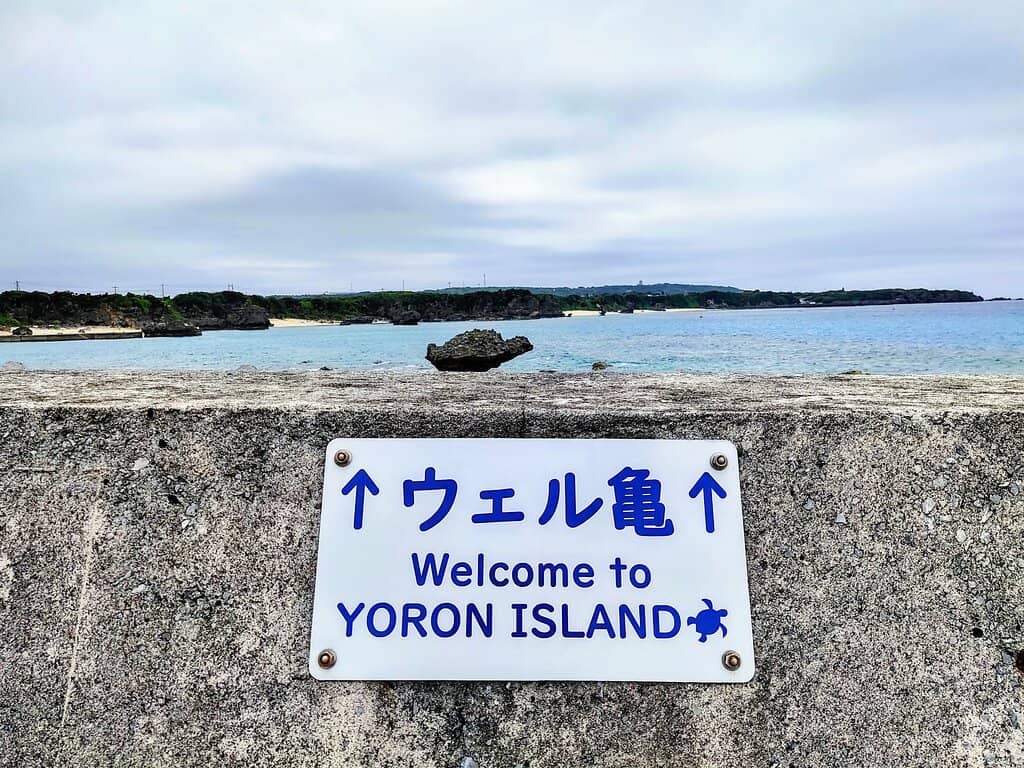 ↑ウェル亀↑
Welcome to
YORON ISLAND